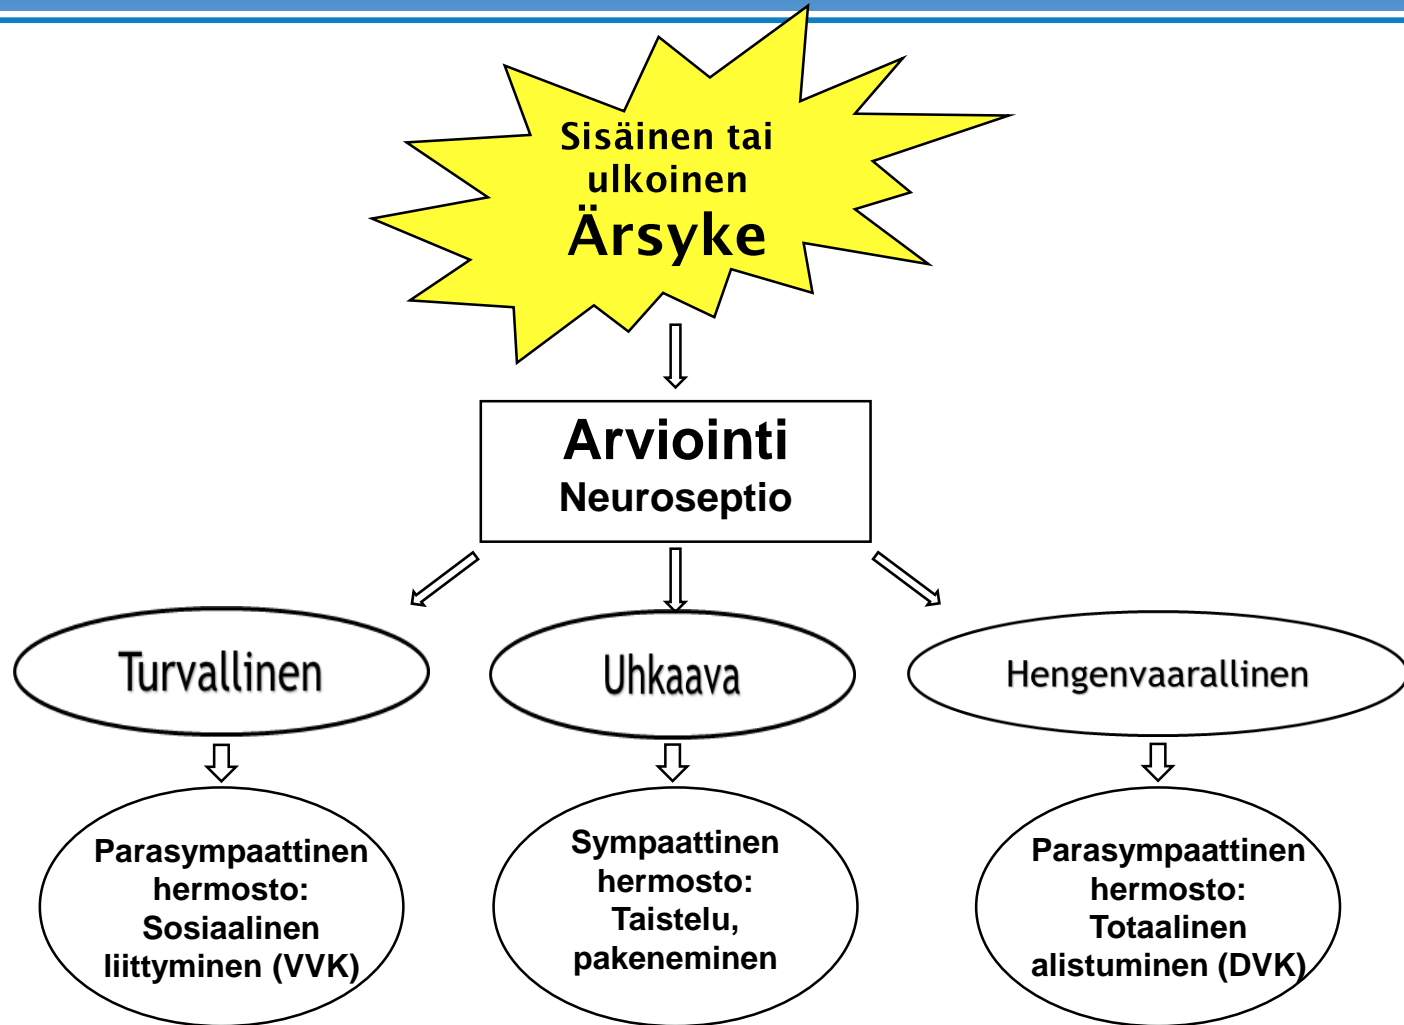 Sisäinen tai
ulkoinen
Ärsyke
Arviointi
Neuroseptio
Turvallinen
Uhkaava
Hengenvaarallinen
Parasympaattinen
hermosto:
Sosiaalinen
liittyminen (VVK)
Sympaattinen
hermosto:
Taistelu,
pakeneminen
Parasympaattinen
hermosto:
Totaalinen
alistuminen (DVK)